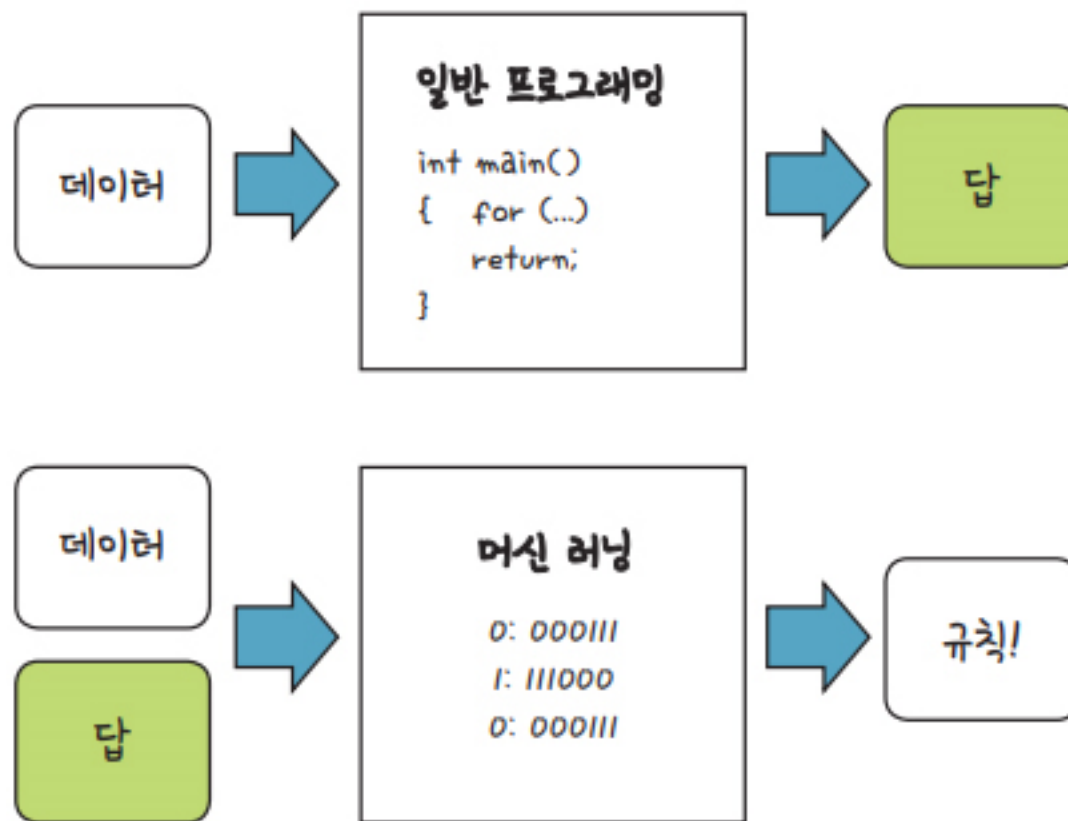 일반 프로그래밍
데이터
int main()
{ for (...)
return;
}
답
데이터
답
머신 러닝
0: 000111
1: 111000
0: 000111
규칙!